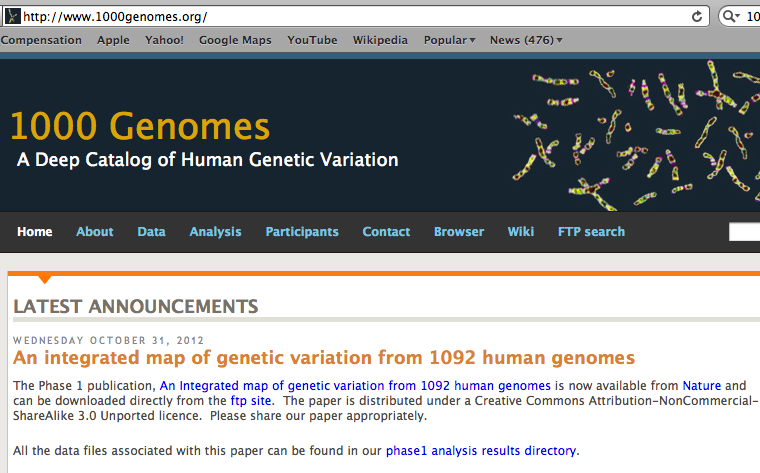 http://www.1000genomes.org/
10
Compensation Apple Yahoo! Google Maps YouTube Wikipedia Popular News (476)
1000 Genomes
A Deep Catalog of Human Genetic Variation
Home About Data Analysis Participants Contact Browser Wiki FTP search
LATEST ANNOUNCEMENTS
WEDNESDAY OCTOBER 31, 2012
An integrated map of genetic variation from 1092 human genomes
The Phase 1 publication, An Integrated map of genetic variation from 1092 human genomes is now available from Nature and
can be downloaded directly from the ftp site. The paper is distributed under a Creative Commons Attribution-NonCommercial-
ShareAlike 3.0 Unported licence. Please share our paper appropriately.
All the data files associated with this paper can be found in our phase1 analysis results directory.